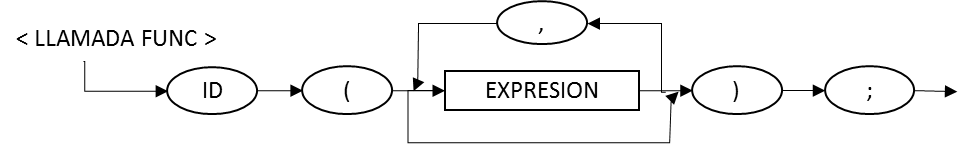 ,
< LLAMADA FUNC >
ID ( EXPRESION ) ;